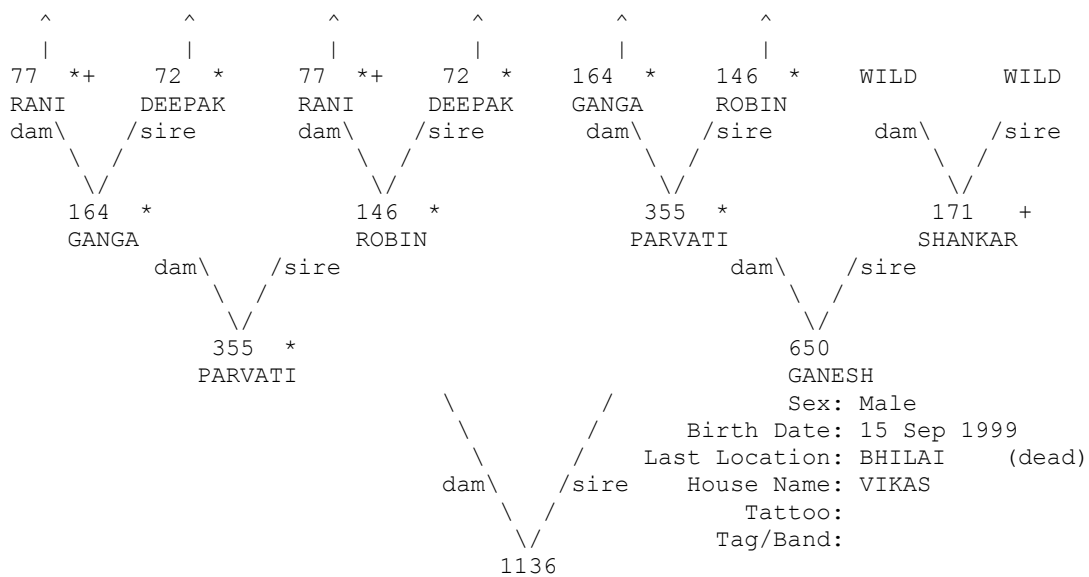 ^ ^ ^ ^ ^ ^
| | | | | |
77 *+ 72 * 77 *+ 72 * 164 * 146 * WILD WILD
RANI DEEPAK RANI DEEPAK GANGA ROBIN
dam\ /sire dam\ /sire dam\ /sire dam\ /sire
\ / \ / \ / \ /
\/ \/ \/ \/
164 * 146 * 355 * 171 +
GANGA ROBIN PARVATI SHANKAR
dam\ /sire dam\ /sire
\ / \ /
\/ \/
355 * 650
PARVATI GANESH
\ / Sex: Male
\ / Birth Date: 15 Sep 1999
\ / Last Location: BHILAI (dead)
dam\ /sire House Name: VIKAS
\ / Tattoo:
\/ Tag/Band:
1136